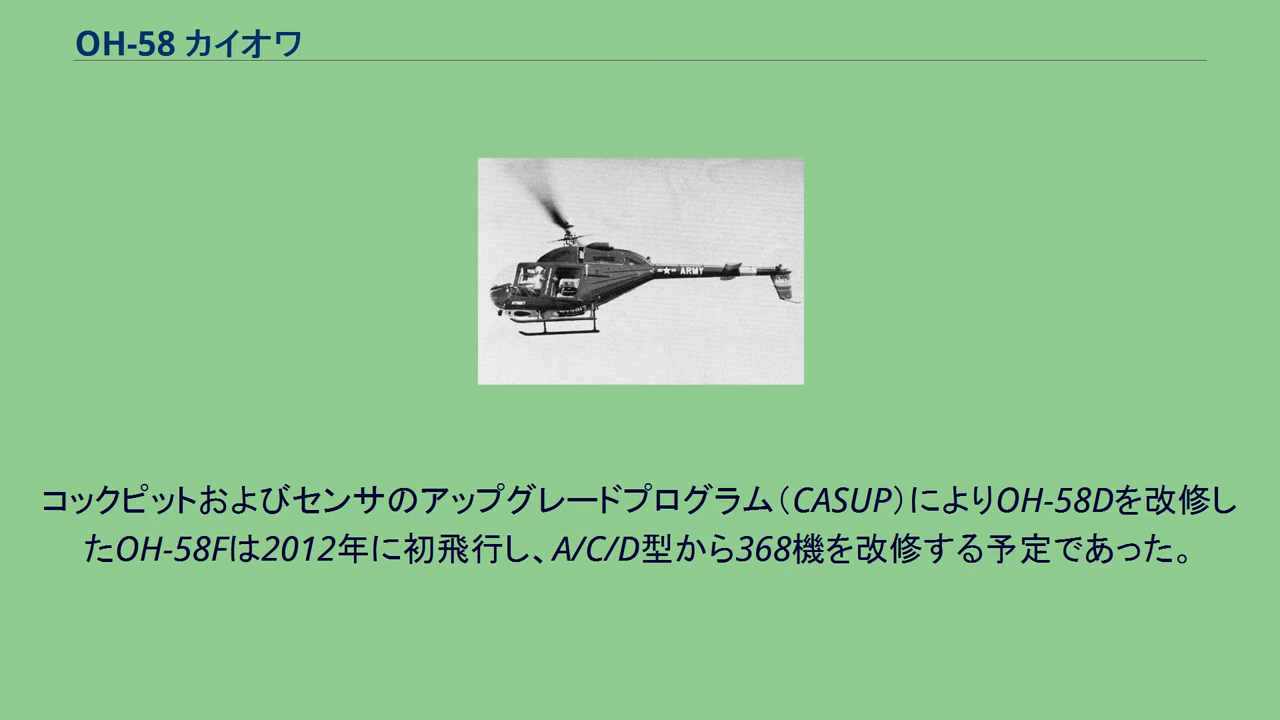 OH-58 カイオワ
ARMY
コックピットおよびセンサのアップグレードプログラム（CASUP）によりOH-58Dを改修し
たOH-58Fは2012年に初飛行し、A/C/D型から368機を改修する予定であった。